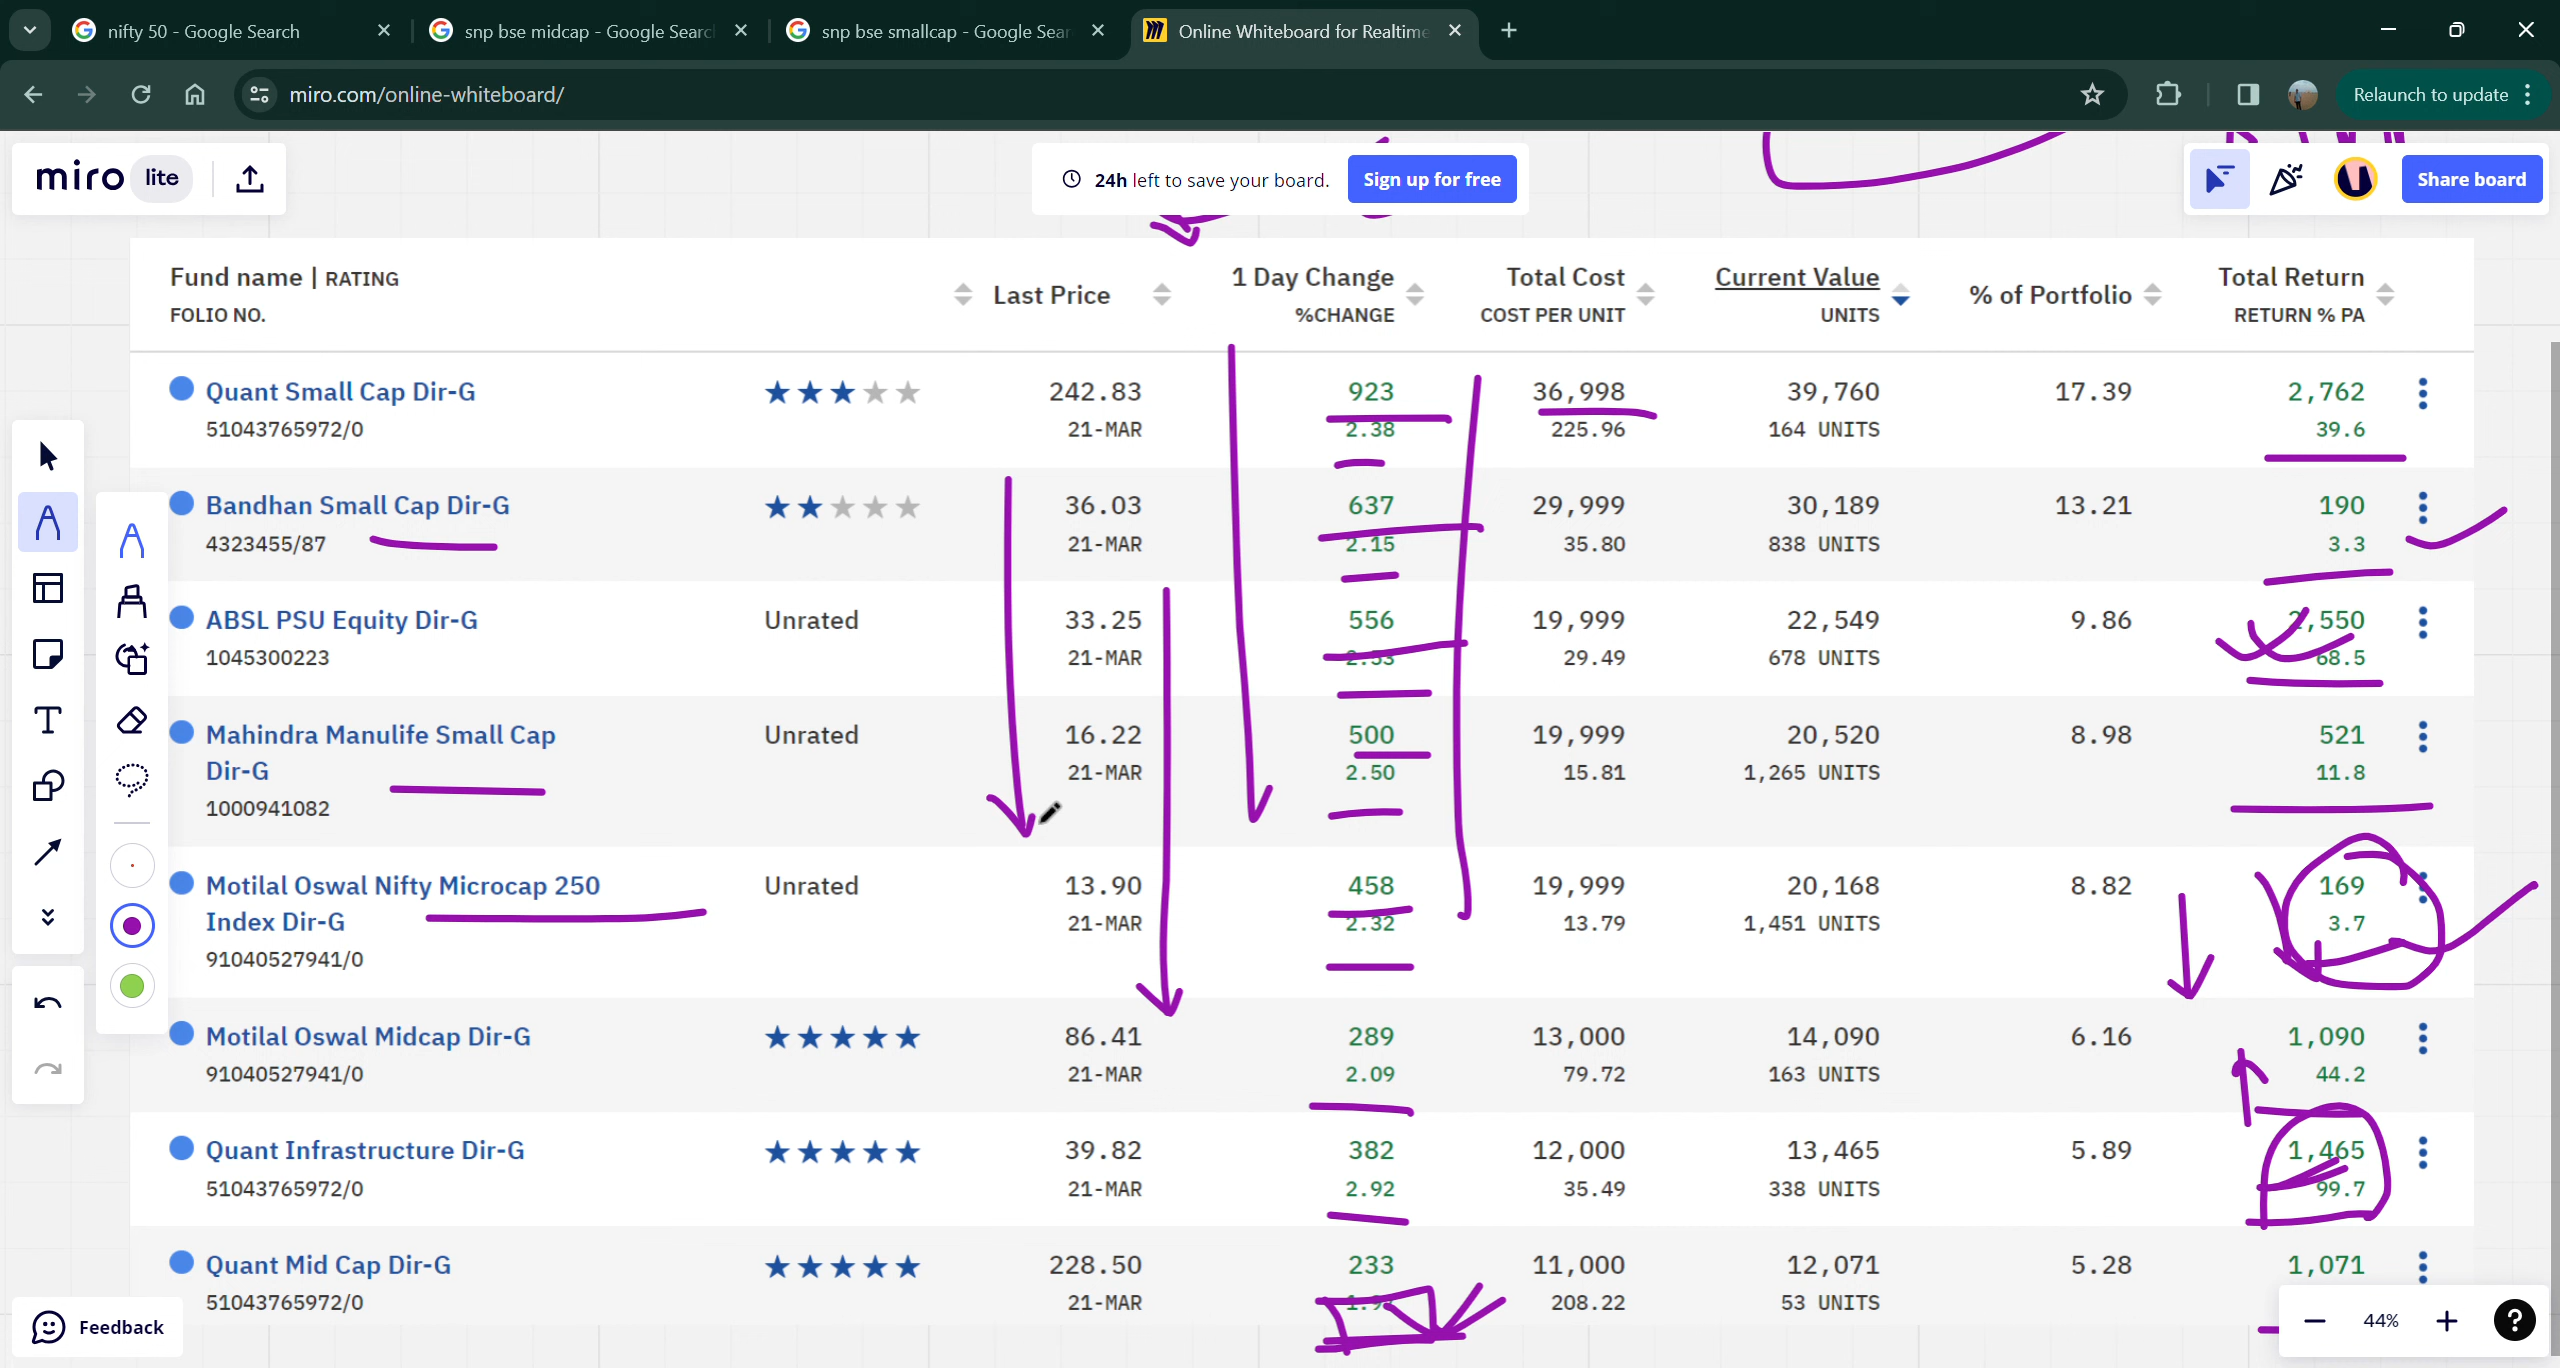 nifty 50 - Google Search
snp bse midcap - Google Searc
snp bse smallcap - Google Sear
Online Whiteboard for Realtime
miro.com/online-whiteboard/
Relaunch to update
miro lite
24h left to save your board.
Sign up for free
Share board
Fund name | RATING
FOLIO NO.
Last Price
1 Day Change
%CHANGE
Total Cost
COST PER UNIT
Current Value
UNITS
% of Portfolio
Total Return
RETURN % PA
Quant Small Cap Dir-G 242.83 923 36,998 39,760 17.39 2,762
51043765972/0 21-MAR 2.38 225.96 164 UNITS 39.6
Bandhan Small Cap Dir-G 36.03 637 29,999 30,189 13.21 190
4323455/87 21-MAR 2.15 35.80 838 UNITS 3.3
ABSL PSU Equity Dir-G Unrated 33.25 556 19,999 22,549 9.86 2,550
1045300223 21-MAR 29.49 678 UNITS 68.5
Mahindra Manulife Small Cap Unrated 16.22 500 19,999 20,520 8.98 521
Dir-G 21-MAR 2.50 15.81 1,265 UNITS 11.8
1000941082
Motilal Oswal Nifty Microcap 250 Unrated 13.90 458 19,999 20,168 8.82 169
Index Dir-G 21-MAR 2.32 13.79 1,451 UNITS 3.7
91040527941/0
Motilal Oswal Midcap Dir-G 86.41 289 13,000 14,090 6.16 1,090
91040527941/0 21-MAR 2.09 79.72 163 UNITS 44.2
Quant Infrastructure Dir-G 39.82 382 12,000 13,465 5.89 1,465
51043765972/0 21-MAR 2.92 35.49 338 UNITS 99.7
Quant Mid Cap Dir-G 228.50 233 11,000 12,071 5.28 1,071
51043765972/0 21-MAR 208.22 53 UNITS
Feedback
44%